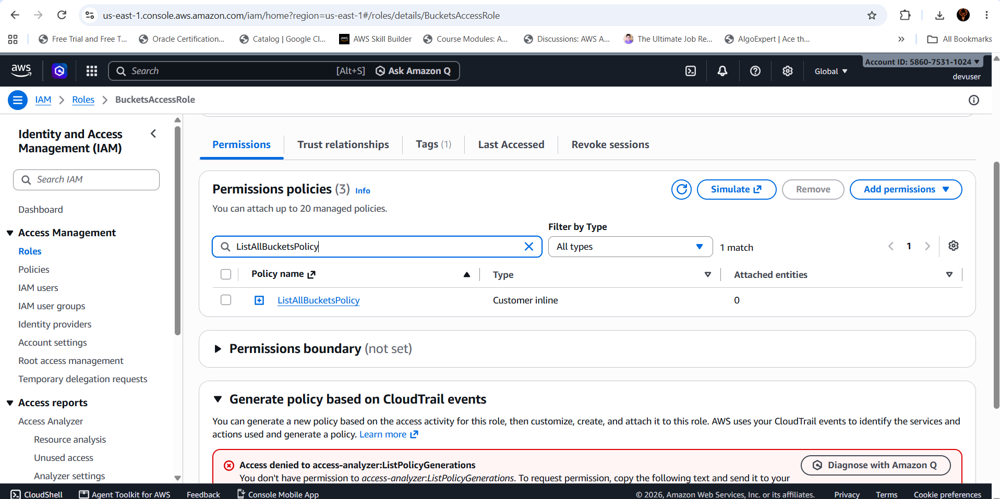 us-east-1.console.aws.amazon.com/iam/home?region=us-east-1#/roles/details/BucketsAccessRole
Free Trial and Free T...
Oracle Certification...
Catalog | Google Cl...
aws
AWS Skill Builder
Course Modules: A...
Discussions: AWS A...
The Ultimate Job Re...
AlgoExpert | Ace th...
»
All Bookmarks
aws
Search
[Alt+S]
Ask Amazon Q
Global
Account ID: 5860-7531-1024
devuser
IAM
Roles
BucketsAccessRole
Identity and Access
Management (IAM)
Search IAM
Dashboard
Access Management
Roles
Policies
IAM users
IAM user groups
Identity providers
Account settings
Root access management
Temporary delegation requests
Access reports
Access Analyzer
Resource analysis
Unused access
Analyzer settings
Permissions
Trust relationships
Tags (1)
Last Accessed
Revoke sessions
Permissions policies (3) Info
Simulate
Remove
Add permissions
You can attach up to 20 managed policies.
Filter by Type
ListAllBucketsPolicy
All types
1 match
1
Policy name
Type
Attached entities
ListAllBucketsPolicy
Customer inline
0
Permissions boundary (not set)
Generate policy based on CloudTrail events
You can generate a new policy based on the access activity for this role, then customize, create, and attach it to this role. AWS uses your CloudTrail events to identify the services and
actions used and generate a policy. Learn more
Access denied to access-analyzer:ListPolicyGenerations
Diagnose with Amazon Q
You don't have permission to access-analyzer:ListPolicyGenerations. To request permission, copy the following text and send it to your
CloudShell
Agent Toolkit for AWS
Feedback
Console Mobile App
© 2026, Amazon Web Services, Inc. or its affiliates.
Privacy
Terms
Cookie preferences